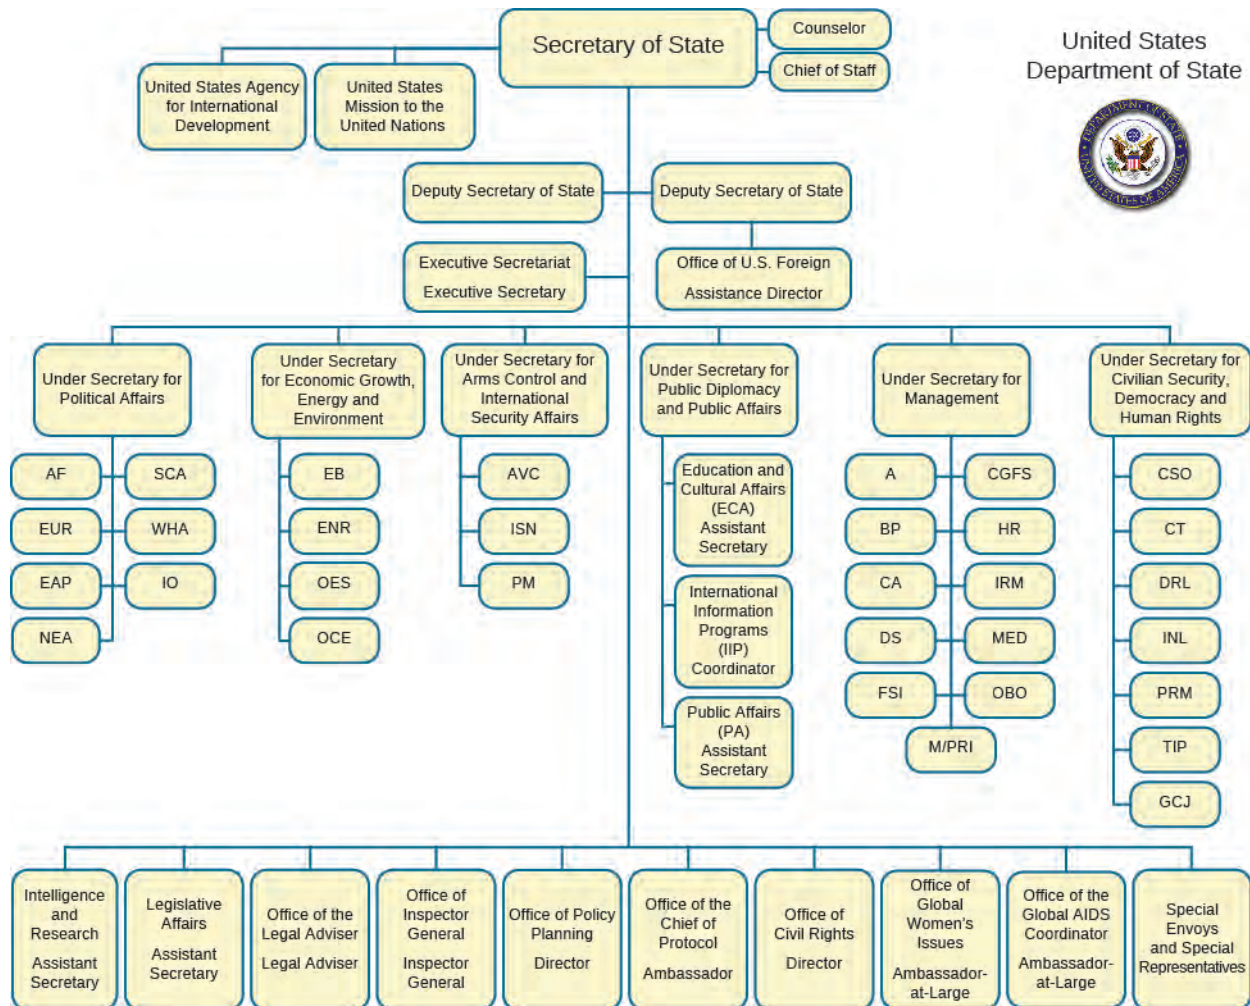 Secretary of State
Counselor
Chief of Staff
United States
Department of State
DEPARTMENT OF STATE
UNITED STATES OF AMERICA
United States Agency
for International
Development
United States
Mission to the
United Nations
Deputy Secretary of State
Deputy Secretary of State
Executive Secretariat
Executive Secretary
Office of U.S. Foreign
Assistance Director
Under Secretary for
Political Affairs
Under Secretary
for Economic Growth,
Energy and
Environment
Under Secretary for
Arms Control and
International
Security Affairs
Under Secretary for
Public Diplomacy
and Public Affairs
Under Secretary for
Management
Under Secretary for
Civilian Security,
Democracy and
Human Rights
AF
SCA
EUR
WHA
EAP
IO
NEA
EB
ENR
OES
OCE
AVC
ISN
PM
Education and
Cultural Affairs
(ECA)
Assistant
Secretary
International
Information
Programs
(IIP)
Coordinator
Public Affairs
(PA)
Assistant
Secretary
A
CGFS
BP
HR
CA
IRM
DS
MED
FSI
OBO
M/PRI
CSO
CT
DRL
INL
PRM
TIP
GCJ
Intelligence
and
Research
Assistant
Secretary
Legislative
Affairs
Assistant
Secretary
Office of the
Legal Adviser
Legal Adviser
Office of
Inspector
General
Inspector
General
Office of Policy
Planning
Director
Office of the
Chief of
Protocol
Ambassador
Office of
Civil Rights
Director
Office of
Global
Women's
Issues
Ambassador-
at-Large
Office of the
Global AIDS
Coordinator
Ambassador-
at-Large
Special
Envoys
and Special
Representatives